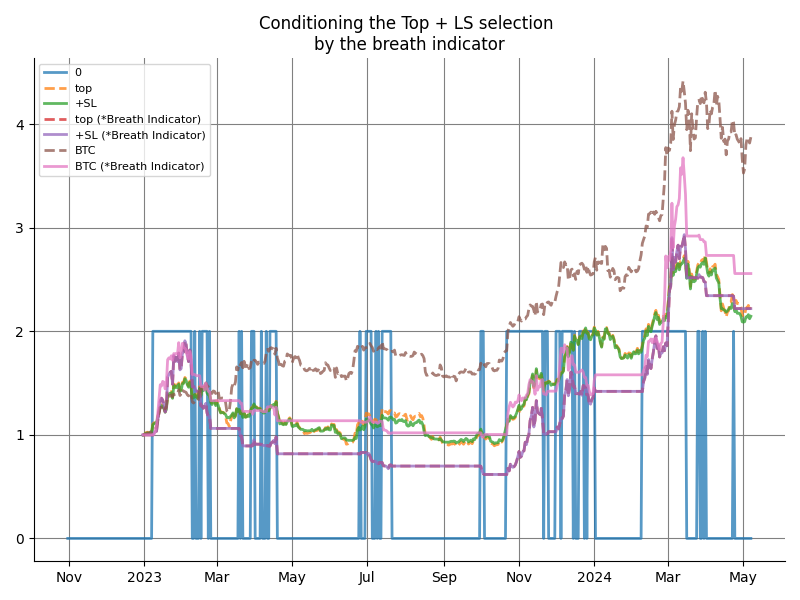 Conditioning the Top + LS selection
by the breath indicator
0
top
+SL
top (*Breath Indicator)
+SL (*Breath Indicator)
BTC
BTC (*Breath Indicator)
4
3
2
1
0
Nov 2023 Mar May Jul Sep Nov 2024 Mar May